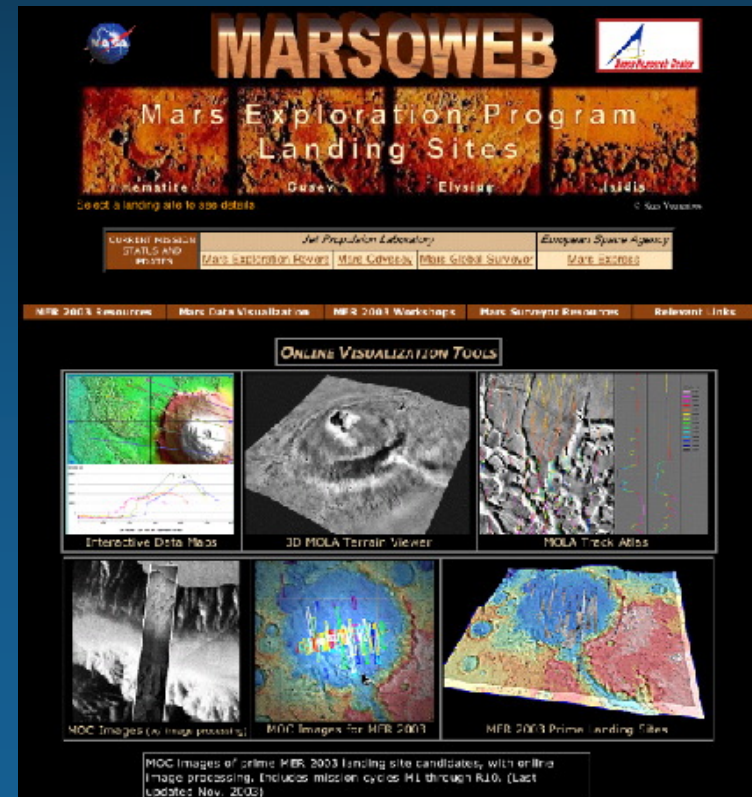 NASA
MARSOWEB
Ames Research Center
Mars Exploration Program
Landing Sites
Hematite Gusev Elysium Isidis
Select a landing site to see details
CURRENT MISSION STATUS AND
Jet Propulsion Laboratory European Space Agency
Mars Exploration Rovers Mars Odyssey Mars Global Surveyor Mars Express
MER 2003 Resources Mars Data Visualization MER 2003 Workshops Mars Surveyor Resources Relevant Links
ONLINE VISUALIZATION TOOLS
Interactive Data Maps 3D MOLA Terrain Viewer MOLA Track Atlas
MOC Images (w/ image processing) MOC Images for MER 2003 MER 2003 Prime Landing Sites
MOC Images of prime MER 2003 landing site candidates, with online
image processing. Includes mission cycles M1 through R10. (Last
updated Nov. 2003)